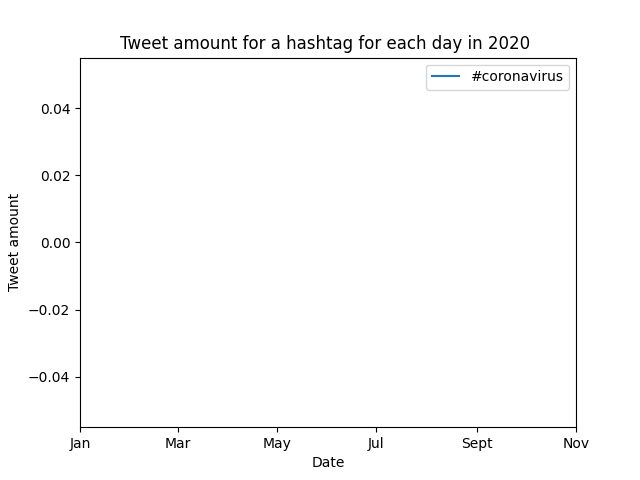 Tweet amount for a hashtag for each day in 2020
#coronavirus
0.04
0.02
0.00
−0.02
−0.04
Tweet amount
Jan Mar May Jul Sept Nov
Date